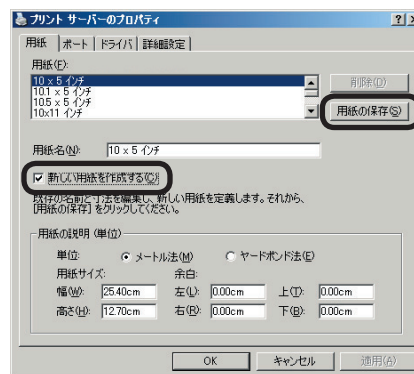 プリント サーバーのプロパティ ? ×
用紙 ポート ドライバ 詳細設定
用紙(F):
10 x 5 インチ
10.1 x 5 インチ
10.5 x 5 インチ
10x11 インチ
削除(D)
用紙の保存(S)
用紙名(N): 10 x 5 インチ
新しい用紙を作成する(C)
既存の名前と寸法を編集し、新しい用紙を定義します。それから、
[用紙の保存] をクリックしてください。
用紙の説明 (単位)
単位: メートル法(M) ヤードポンド法(E)
用紙サイズ: 余白:
幅(W): 25.40cm 左(L): 0.00cm 上(T): 0.00cm
高さ(H): 12.70cm 右(R): 0.00cm 下(B): 0.00cm
OK キャンセル 適用(A)